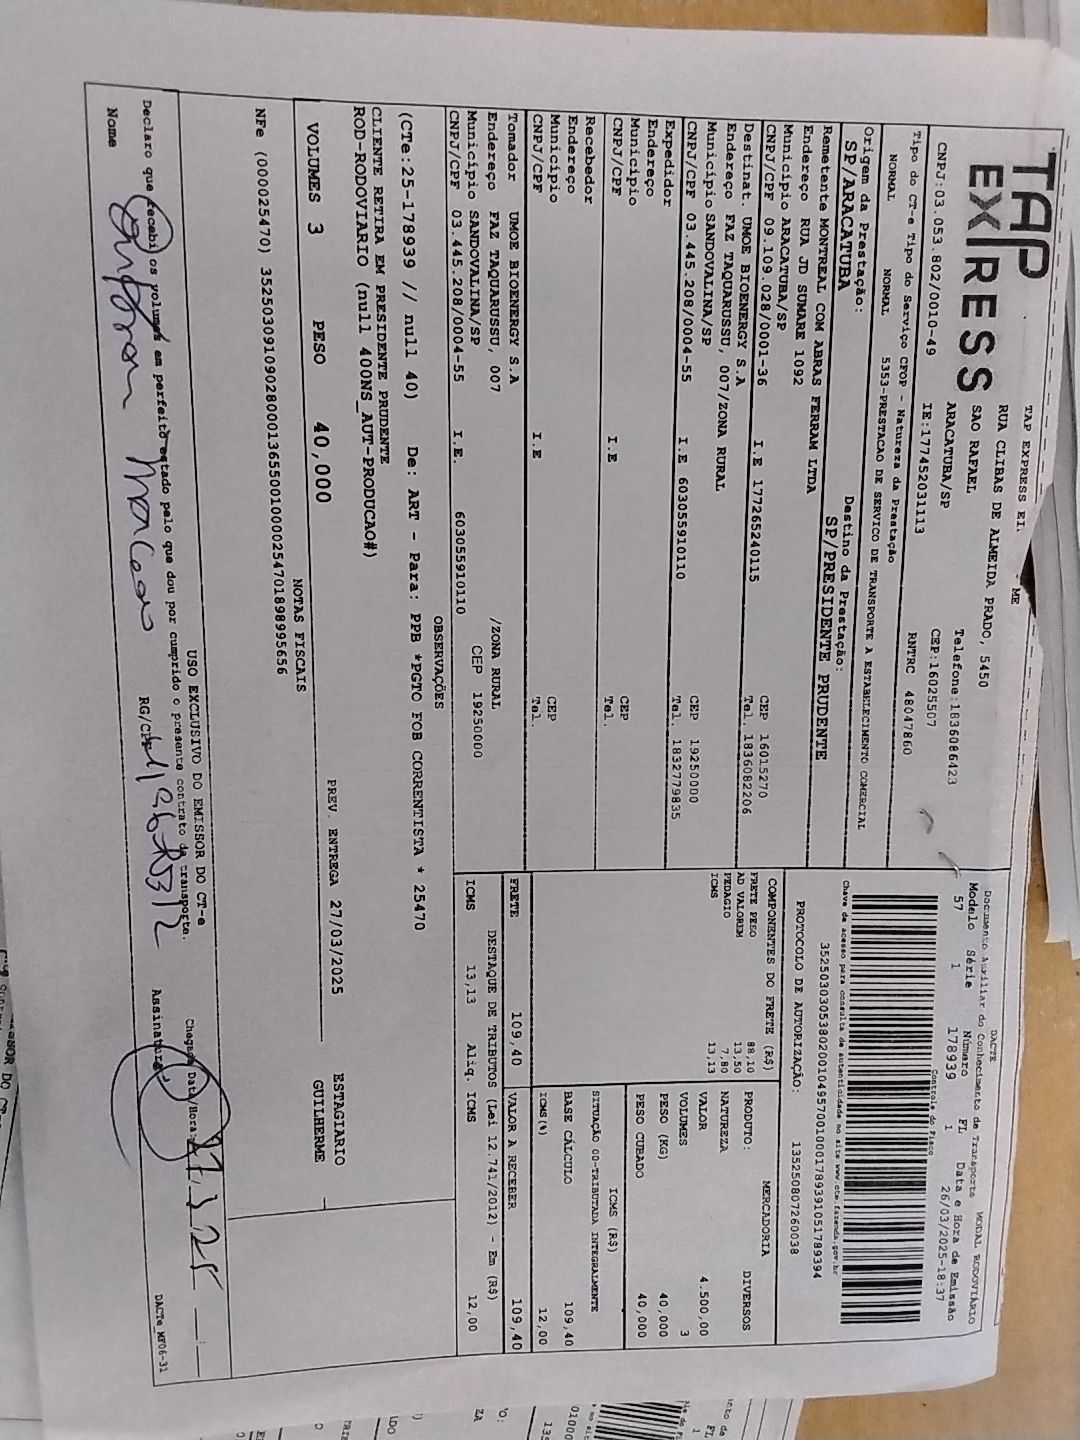 TAP
EXPRESS
TAP EXPRESS EI. ME
RUA CLIBAS DE ALMEIDA PRADO, 5450
SAO RAFAEL Telefone:1836086423
ARACATUBA/SP CEP:16025507
CNPJ:03.053.802/0010-49 IE:177452031113 RNTRC 48047860
Tipo do CT-e Tipo do Serviço CFOP - Natureza da Prestação
NORMAL NORMAL 5353-PRESTACAO DE SERVICO DE TRANSPORTE A ESTABELECIMENTO COMERCIAL
Origem da Prestação: Destino da Prestação:
SP/ARACATUBA SP/PRESIDENTE PRUDENTE
Remetente MONTREAL COM ABRAS FERRAM LTDA
Endereço RUA JD SUMARE 1092
Município ARACATUBA/SP CEP 16015270
CNPJ/CPF 09.109.028/0001-36 I.E 177265240115 Tel. 1836082206
Destinat. UMOE BIOENERGY S.A
Endereço FAZ TAQUARUSSU, 007/ZONA RURAL
Município SANDOVALINA/SP CEP 19250000
CNPJ/CPF 03.445.208/0004-55 I.E 603055910110 Tel. 1832779835
Expedidor
Endereço
Município CEP
CNPJ/CPF I.E Tel.
Recebedor
Endereço
Município CEP
CNPJ/CPF I.E Tel.
Tomador UMOE BIOENERGY S.A
Endereço FAZ TAQUARUSSU, 007 /ZONA RURAL
Município SANDOVALINA/SP CEP 19250000
CNPJ/CPF 03.445.208/0004-55 I.E. 603055910110
DACTE
Documento Auxiliar do Conhecimento de Transporte MODAL RODOVIÁRIO
Modelo Série Número FL Data e Hora de Emissão
57 1 178939 1 26/03/2025-18:37
Controle do Fisco
Chave de acesso para consulta de autenticidade no site www.cte.fazenda.gov.br
35250303053802001049570010001789391051789394
PROTOCOLO DE AUTORIZAÇÃO: 135250807260038
COMPONENTES DO FRETE (R$)
FRETE PESO 88,10
AD VALOREM 13,50
PEDAGIO 7,80
ICMS 13,13
MERCADORIA
PRODUTO: DIVERSOS
NATUREZA
VALOR 4.500,00
VOLUMES 3
PESO (KG) 40,000
PESO CUBADO 40,000
ICMS (R$)
SITUAÇÃO 00-TRIBUTADA INTEGRALMENTE
BASE CÁLCULO 109,40
ICMS(%) 12,00
FRETE 109,40 VALOR A RECEBER 109,40
DESTAQUE DE TRIBUTOS (Lei 12.741/2012) - Em (R$)
ICMS 13,13 Aliq. ICMS 12,00
OBSERVAÇÕES
(CTe:25-178939 // null 40) De: ART - Para: PPB *PGTO FOB CORRENTISTA * 25470
CLIENTE RETIRA EM PRESIDENTE PRUDENTE
ROD-RODOVIARIO (null 400NS_AUT-PRODUCAO#)
ESTAGIARIO
GUILHERME
VOLUMES 3 PESO 40,000 PREV. ENTREGA 27/03/2025
NOTAS FISCAIS
NFe (000025470) 35250309109028000136550010000254701898995656
USO EXCLUSIVO DO EMISSOR DO CT-e
Declaro que recebi os volumes em perfeito estado pelo que dou por cumprido o presente contrato de transporte.
Chegada Data/Hora:
Nome RG/CPF Assinatura
DACTe_MY06-31